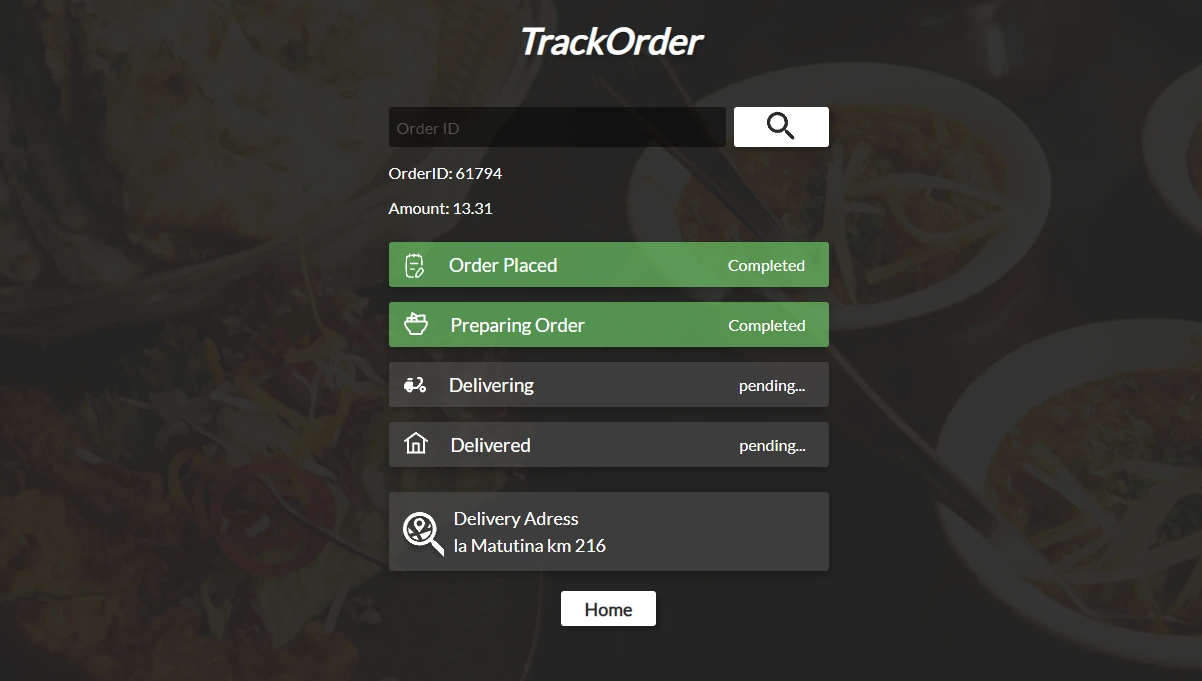 TrackOrder
Order ID
OrderID: 61794
Amount: 13.31
Order Placed Completed
Preparing Order Completed
Delivering pending...
Delivered pending...
Delivery Adress
la Matutina km 216
Home